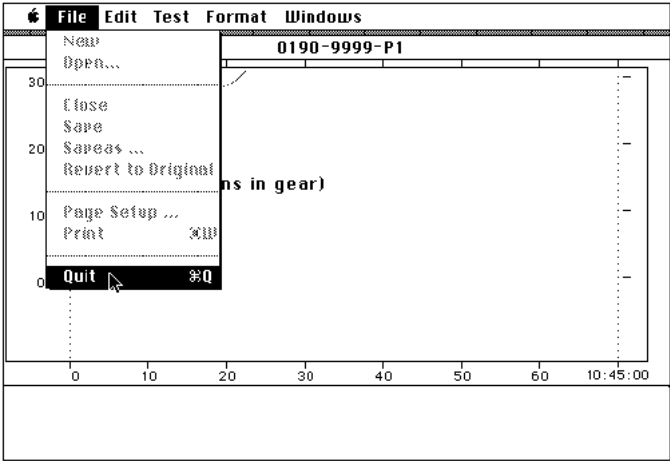 File Edit Test Format Windows
0190-9999-P1
New
Open...
Close
Save
Saveas ...
Revert to Original
Page Setup ...
Print ⌘W
Quit ⌘Q
ns in gear)
30
20
10
0
0 10 20 30 40 50 60 10:45:00